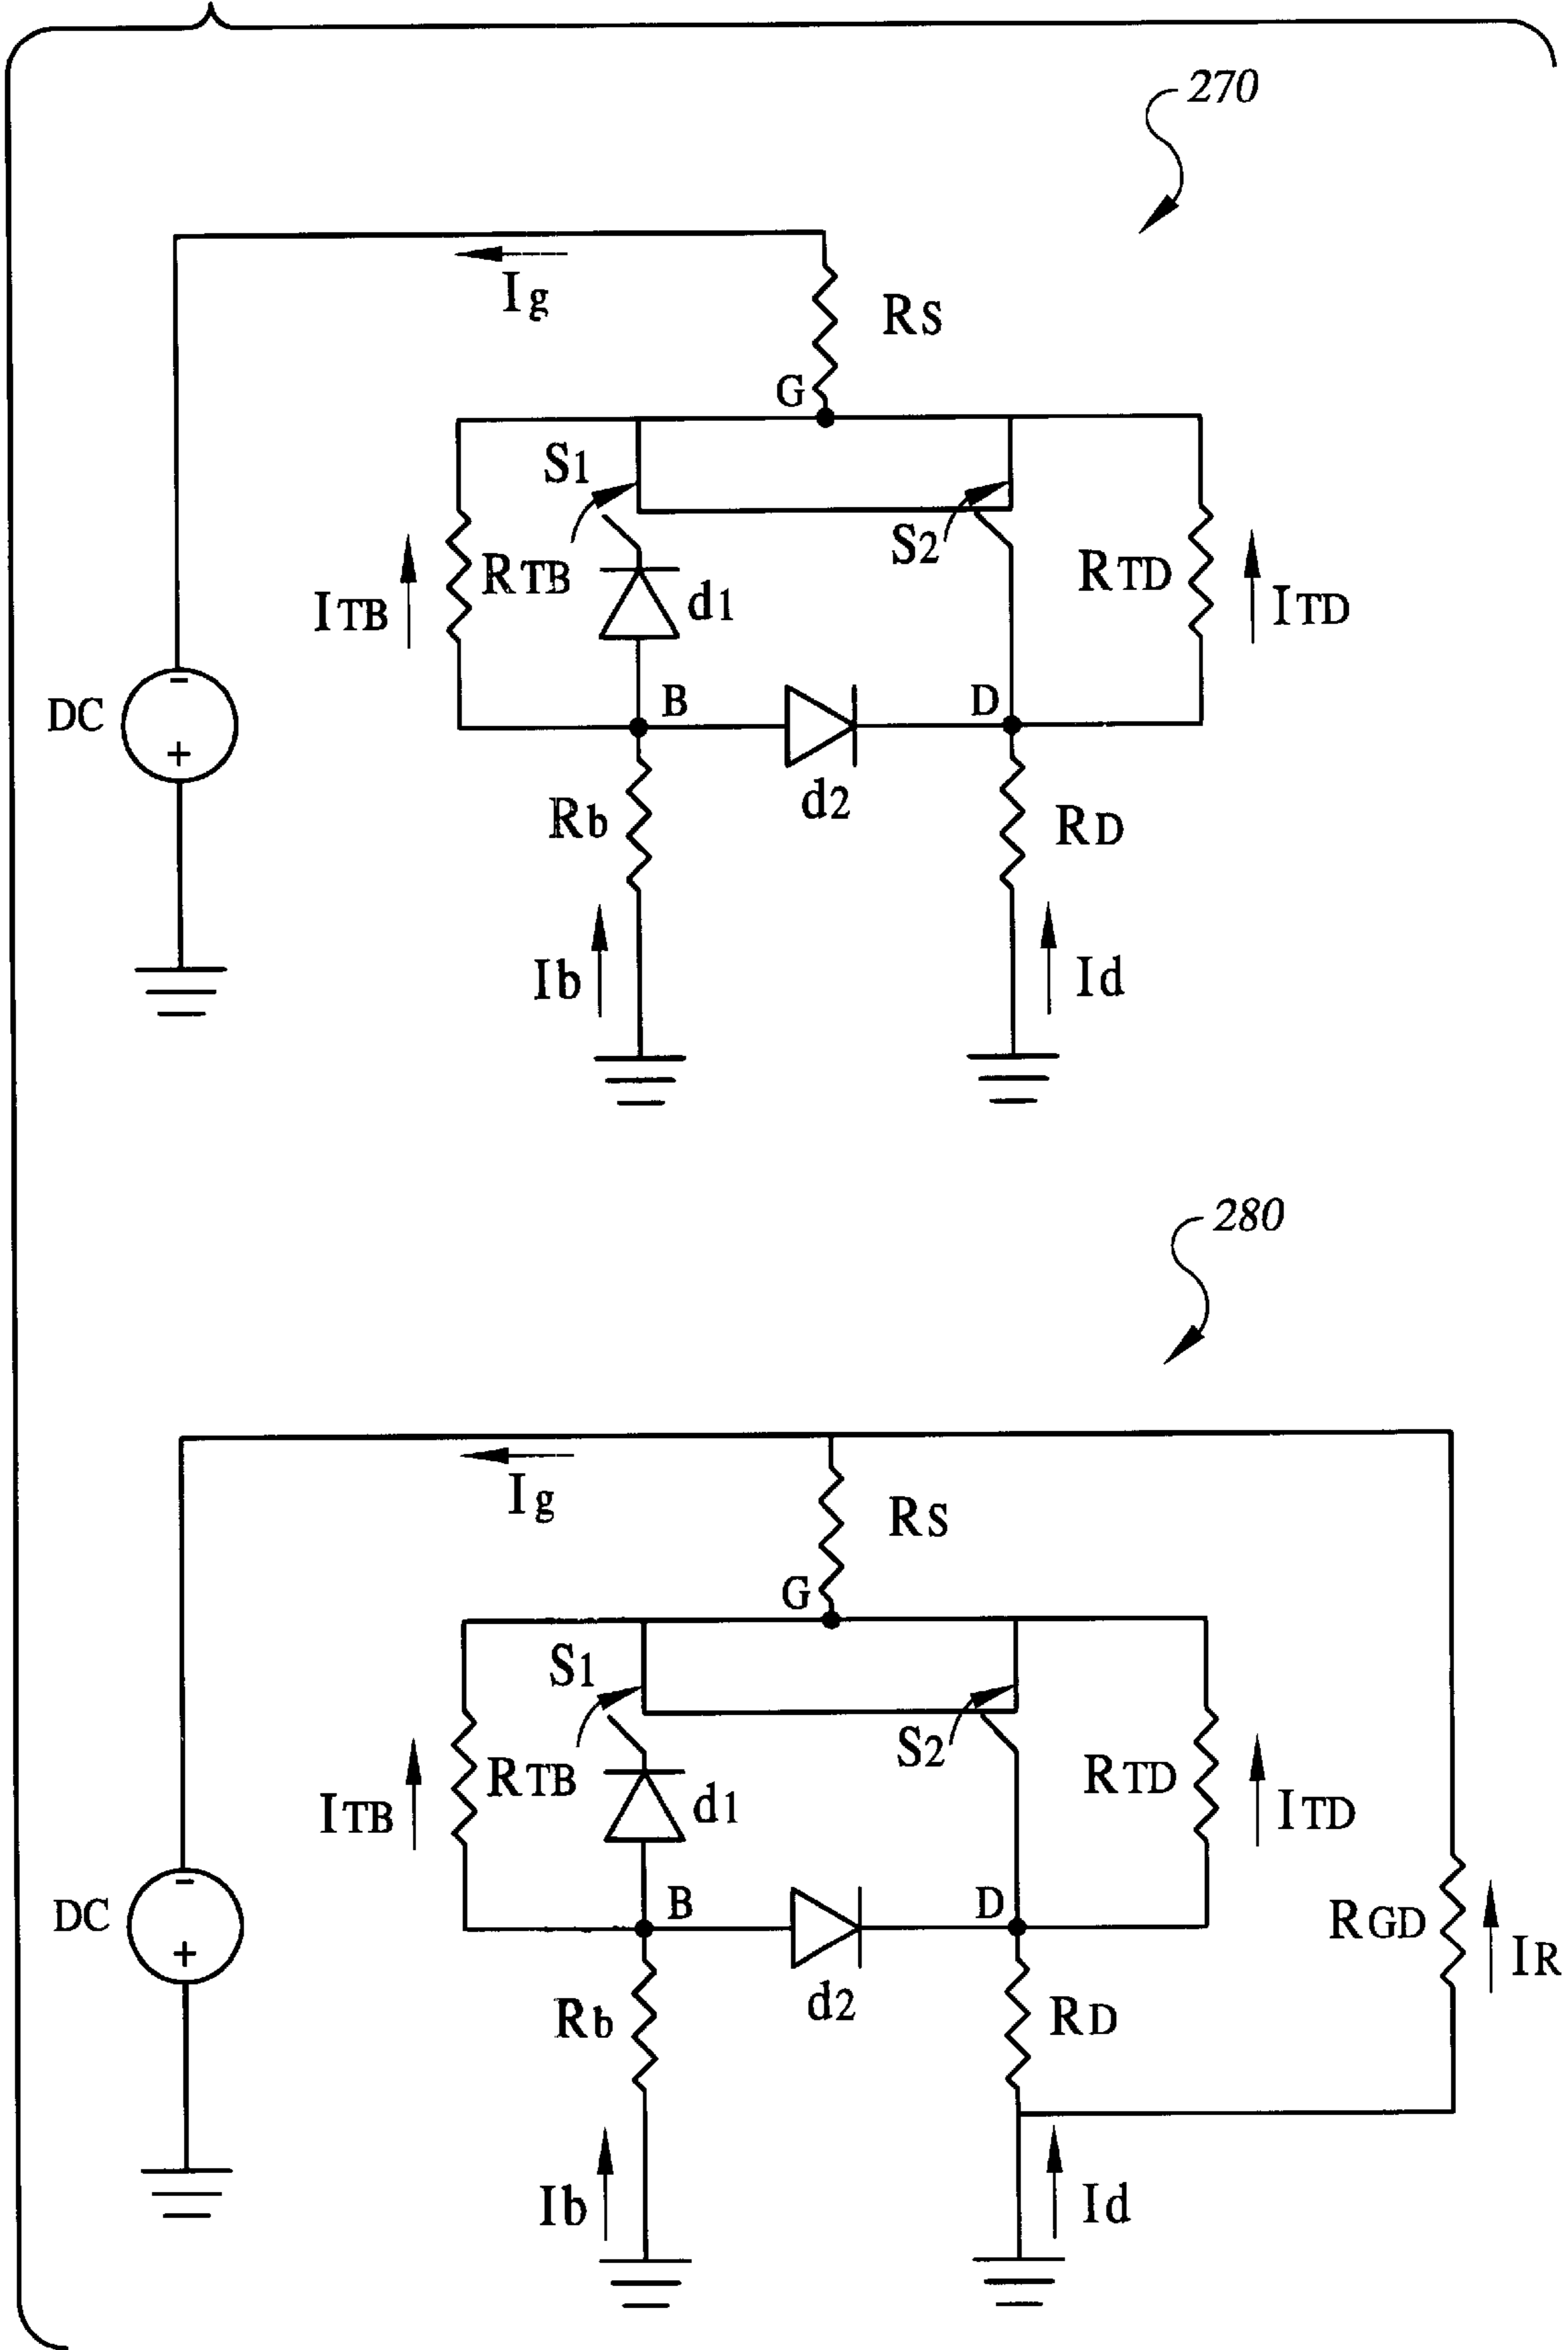 270
Ig
RS
G
S1
S2
RTB
RTD
ITB
d1
ITD
B
D
DC
-
+
d2
Rb
RD
Ib
Id
280
Ig
RS
G
S1
S2
RTB
RTD
ITB
d1
ITD
B
D
DC
-
+
RGD
IR
d2
Rb
RD
Ib
Id